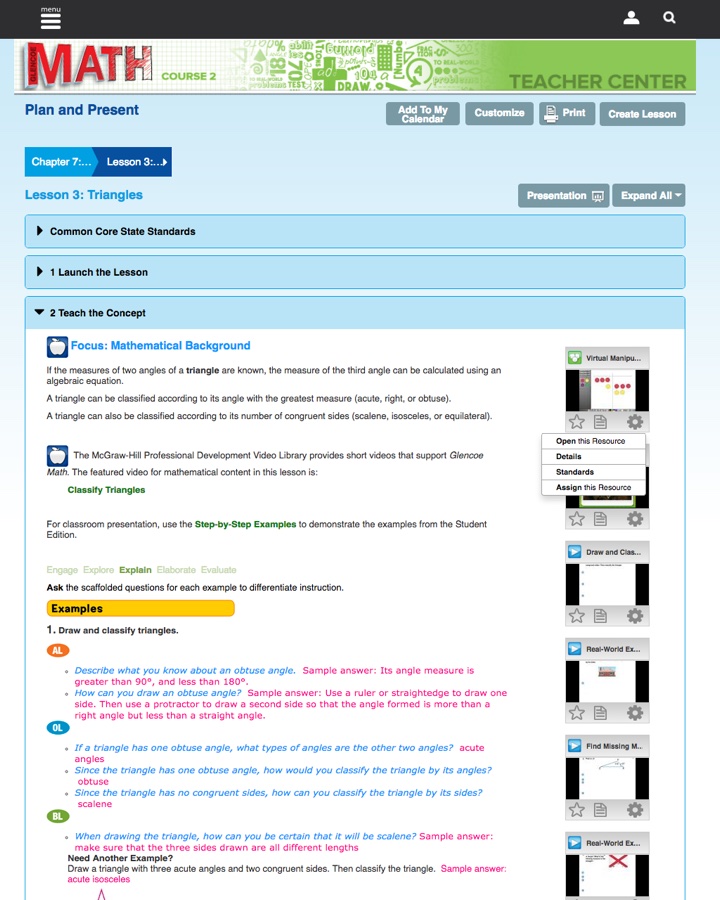 menu
GLENCOE
MATH
COURSE 2
TEACHER CENTER
Plan and Present
Add To My
Calendar
Customize
Print
Create Lesson
Chapter 7:...
Lesson 3:...
Lesson 3: Triangles
Presentation
Expand All
Common Core State Standards
1 Launch the Lesson
2 Teach the Concept
Focus: Mathematical Background
If the measures of two angles of a triangle are known, the measure of the third angle can be calculated using an
algebraic equation.
A triangle can be classified according to its angle with the greatest measure (acute, right, or obtuse).
A triangle can also be classified according to its number of congruent sides (scalene, isosceles, or equilateral).
The McGraw-Hill Professional Development Video Library provides short videos that support Glencoe
Math. The featured video for mathematical content in this lesson is:
Classify Triangles
For classroom presentation, use the Step-by-Step Examples to demonstrate the examples from the Student
Edition.
Engage Explore Explain Elaborate Evaluate
Ask the scaffolded questions for each example to differentiate instruction.
Examples
1. Draw and classify triangles.
AL
Describe what you know about an obtuse angle. Sample answer: Its angle measure is
greater than 90°, and less than 180°.
How can you draw an obtuse angle? Sample answer: Use a ruler or straightedge to draw one
side. Then use a protractor to draw a second side so that the angle formed is more than a
right angle but less than a straight angle.
OL
If a triangle has one obtuse angle, what types of angles are the other two angles? acute
angles
Since the triangle has one obtuse angle, how would you classify the triangle by its angles?
obtuse
Since the triangle has no congruent sides, how can you classify the triangle by its sides?
scalene
BL
When drawing the triangle, how can you be certain that it will be scalene? Sample answer:
make sure that the three sides drawn are all different lengths
Need Another Example?
Draw a triangle with three acute angles and two congruent sides. Then classify the triangle. Sample answer:
acute isosceles
Virtual Manipu...
Open this Resource
Details
Standards
Assign this Resource
Draw and Clas...
Real-World Ex...
Find Missing M..
Real-World Ex...